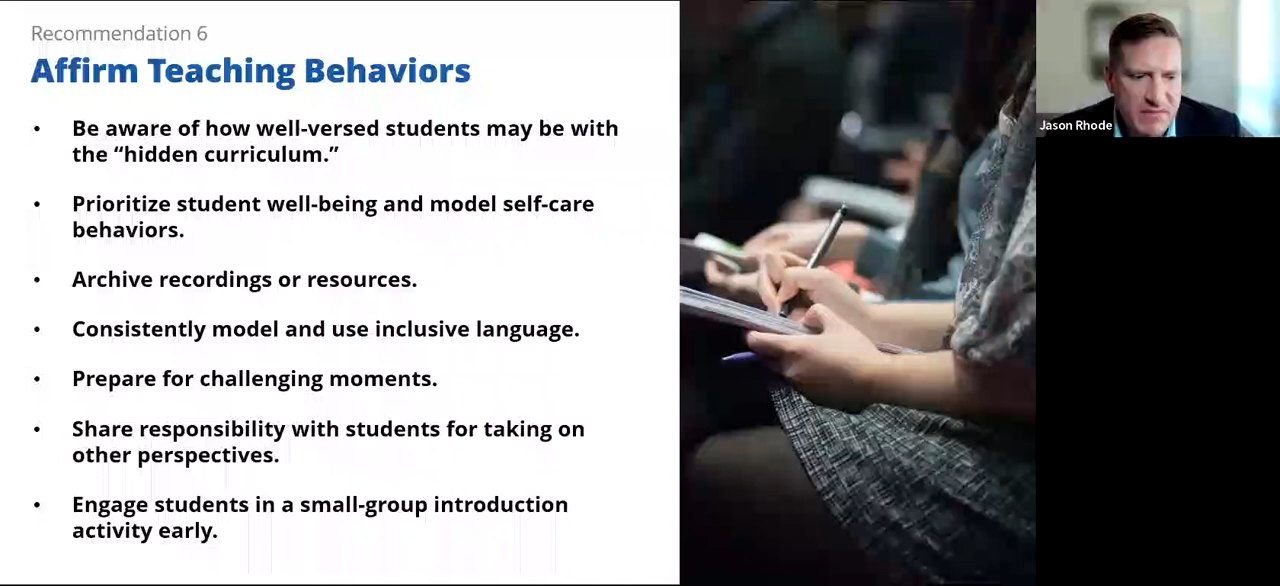 Recommendation 6
Affirm Teaching Behaviors
• Be aware of how well-versed students may be with
the “hidden curriculum.”
• Prioritize student well-being and model self-care
behaviors.
• Archive recordings or resources.
• Consistently model and use inclusive language.
• Prepare for challenging moments.
• Share responsibility with students for taking on
other perspectives.
• Engage students in a small-group introduction
activity early.
Jason Rhode